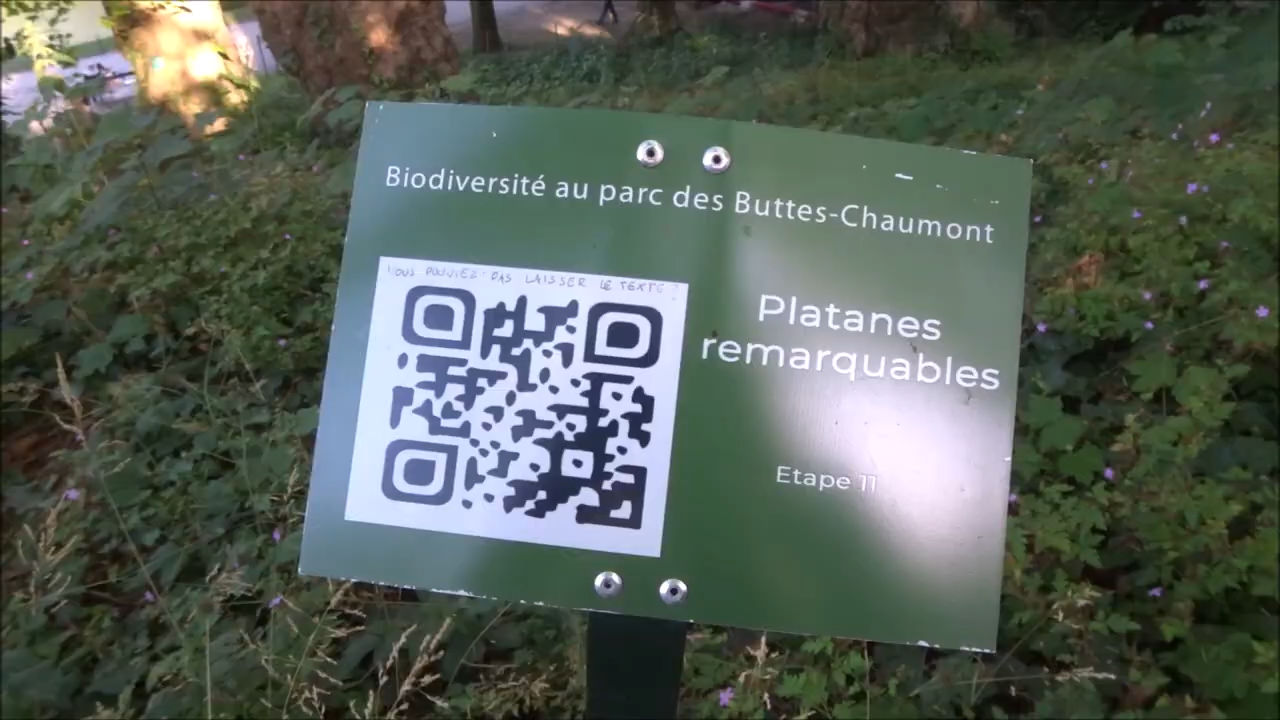 Biodiversité au parc des Buttes-Chaumont
VOUS POUVIEZ PAS LAISSER LE TEXTE ?
Platanes
remarquables
Etape 11